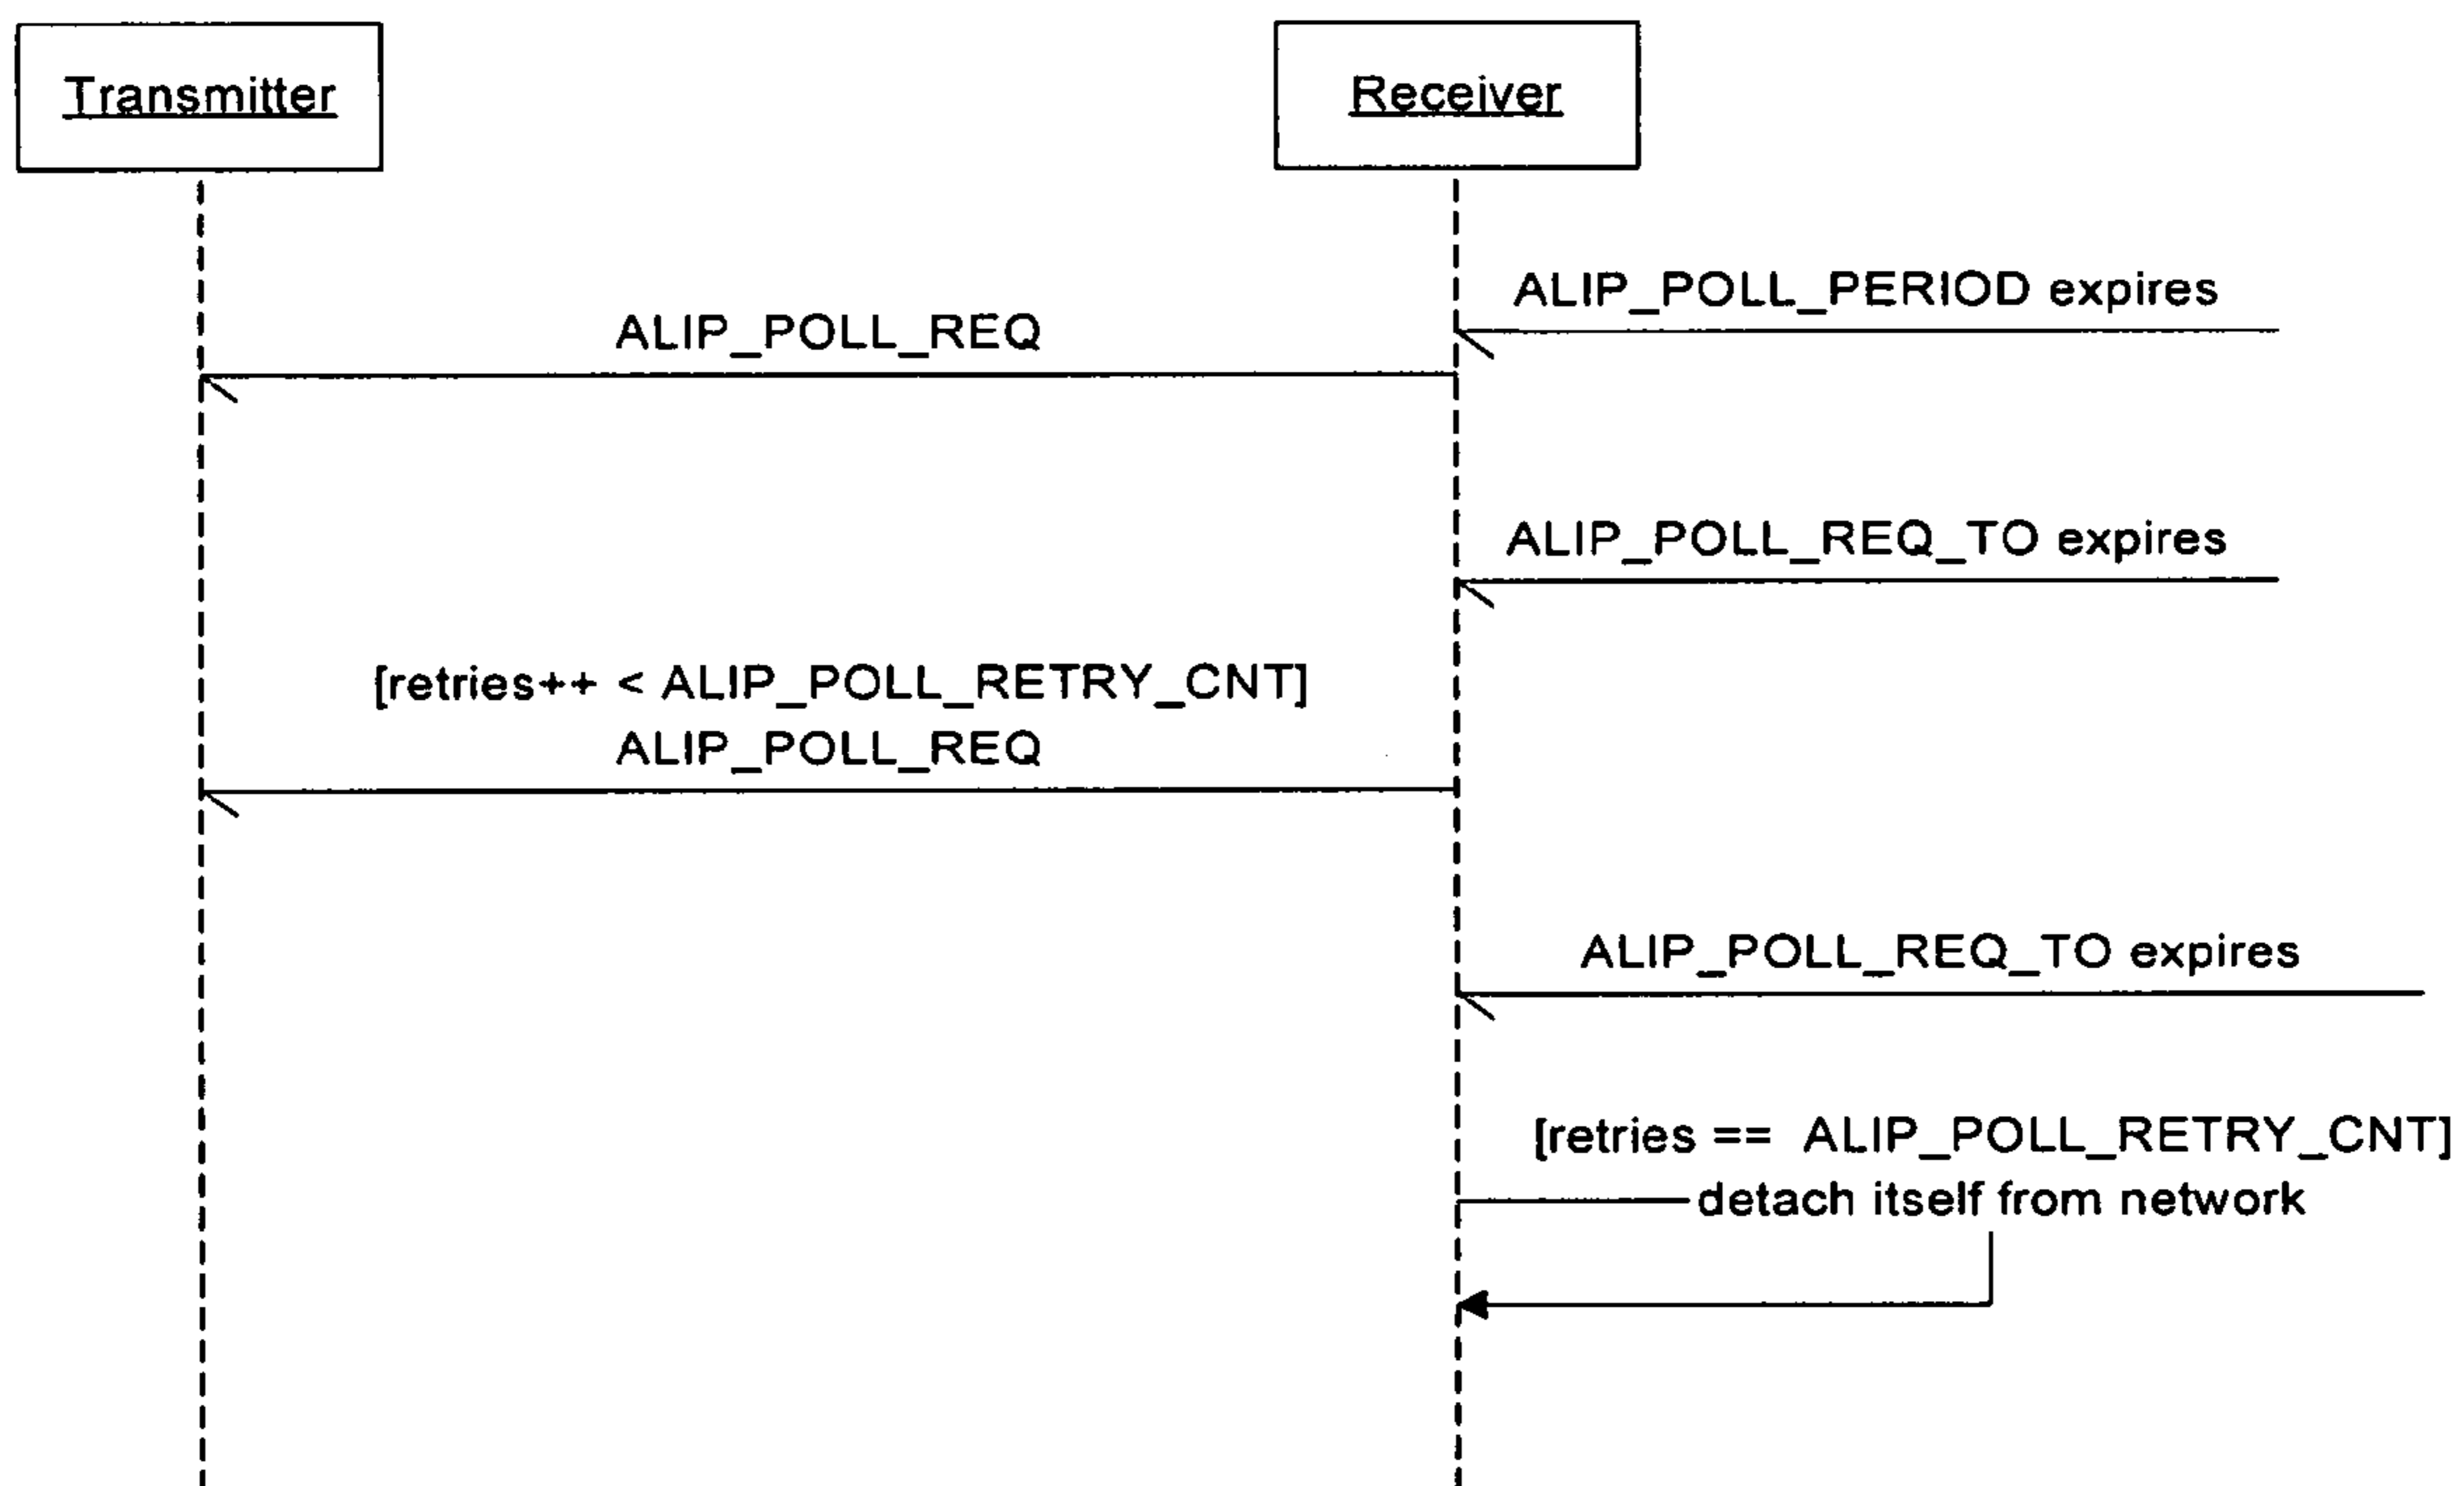 Transmitter
Receiver
ALIP_POLL_PERIOD expires
ALIP_POLL_REQ
ALIP_POLL_REQ_TO expires
[retries++ < ALIP_POLL_RETRY_CNT]
ALIP_POLL_REQ
ALIP_POLL_REQ_TO expires
[retries == ALIP_POLL_RETRY_CNT]
detach itself from network